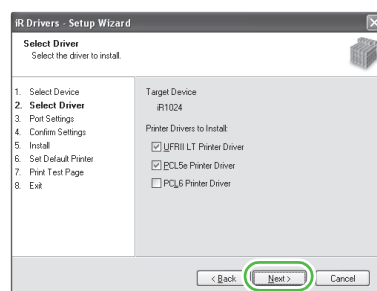 iR Drivers - Setup Wizard
Select Driver
Select the driver to install.
1. Select Device
2. Select Driver
3. Port Settings
4. Confirm Settings
5. Install
6. Set Default Printer
7. Print Test Page
8. Exit
Target Device
iR1024
Printer Drivers to Install:
UFRII LT Printer Driver
PCL5e Printer Driver
PCL6 Printer Driver
< Back
Next >
Cancel